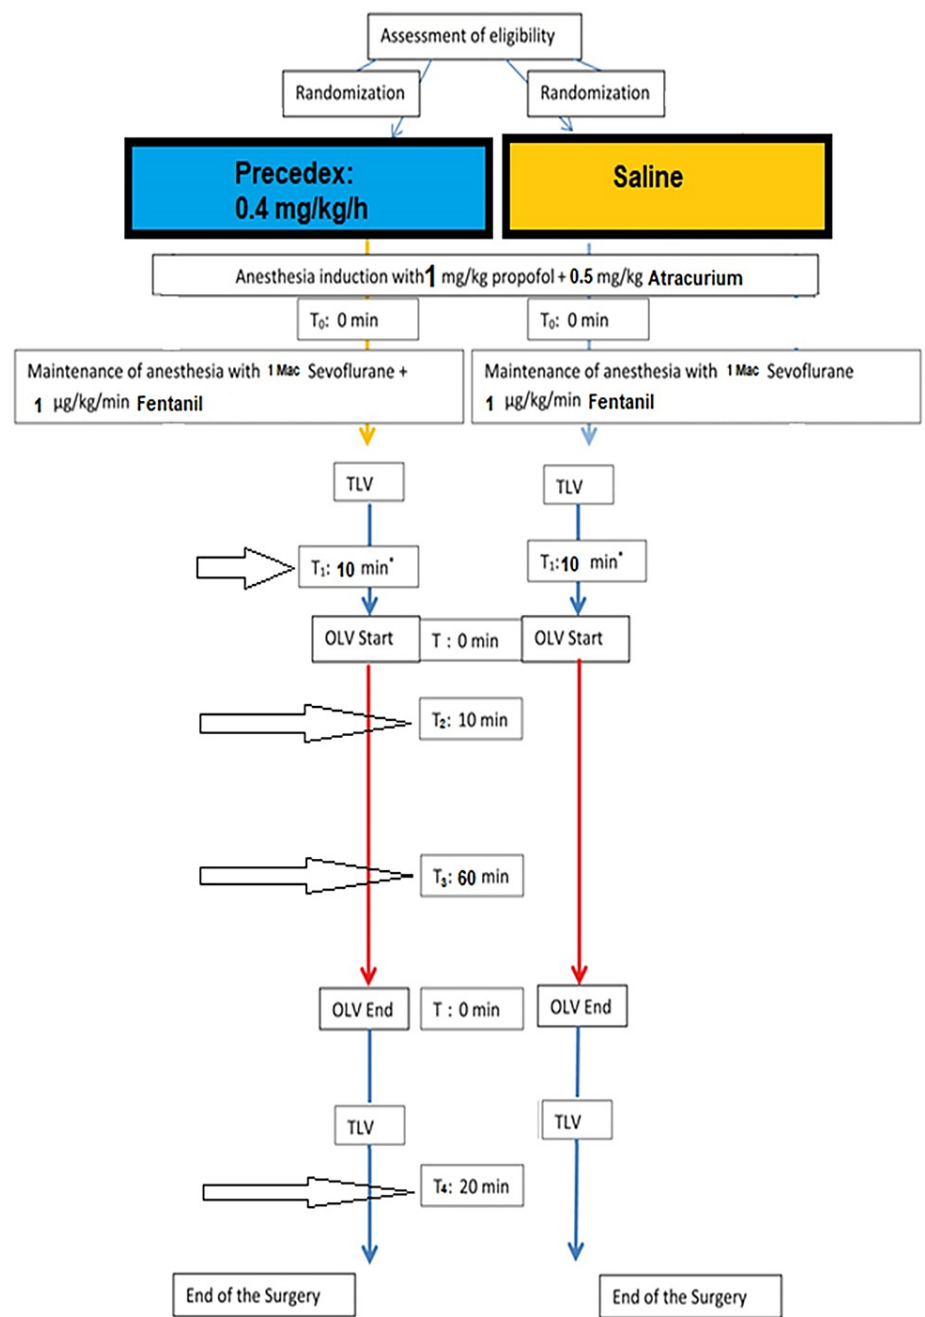 Assessment of eligibility
Randomization
Randomization
Precedex:
0.4 mg/kg/h
Saline
Anesthesia induction with 1 mg/kg propofol + 0.5 mg/kg Atracurium
T₀: 0 min
T₀: 0 min
Maintenance of anesthesia with 1 Mac Sevoflurane +
1 µg/kg/min Fentanil
Maintenance of anesthesia with 1 Mac Sevoflurane
1 µg/kg/min Fentanil
TLV
TLV
T₁: 10 min*
T₁:10 min*
OLV Start
T : 0 min
OLV Start
T₂: 10 min
T₃: 60 min
OLV End
T : 0 min
OLV End
TLV
TLV
T₄: 20 min
End of the Surgery
End of the Surgery